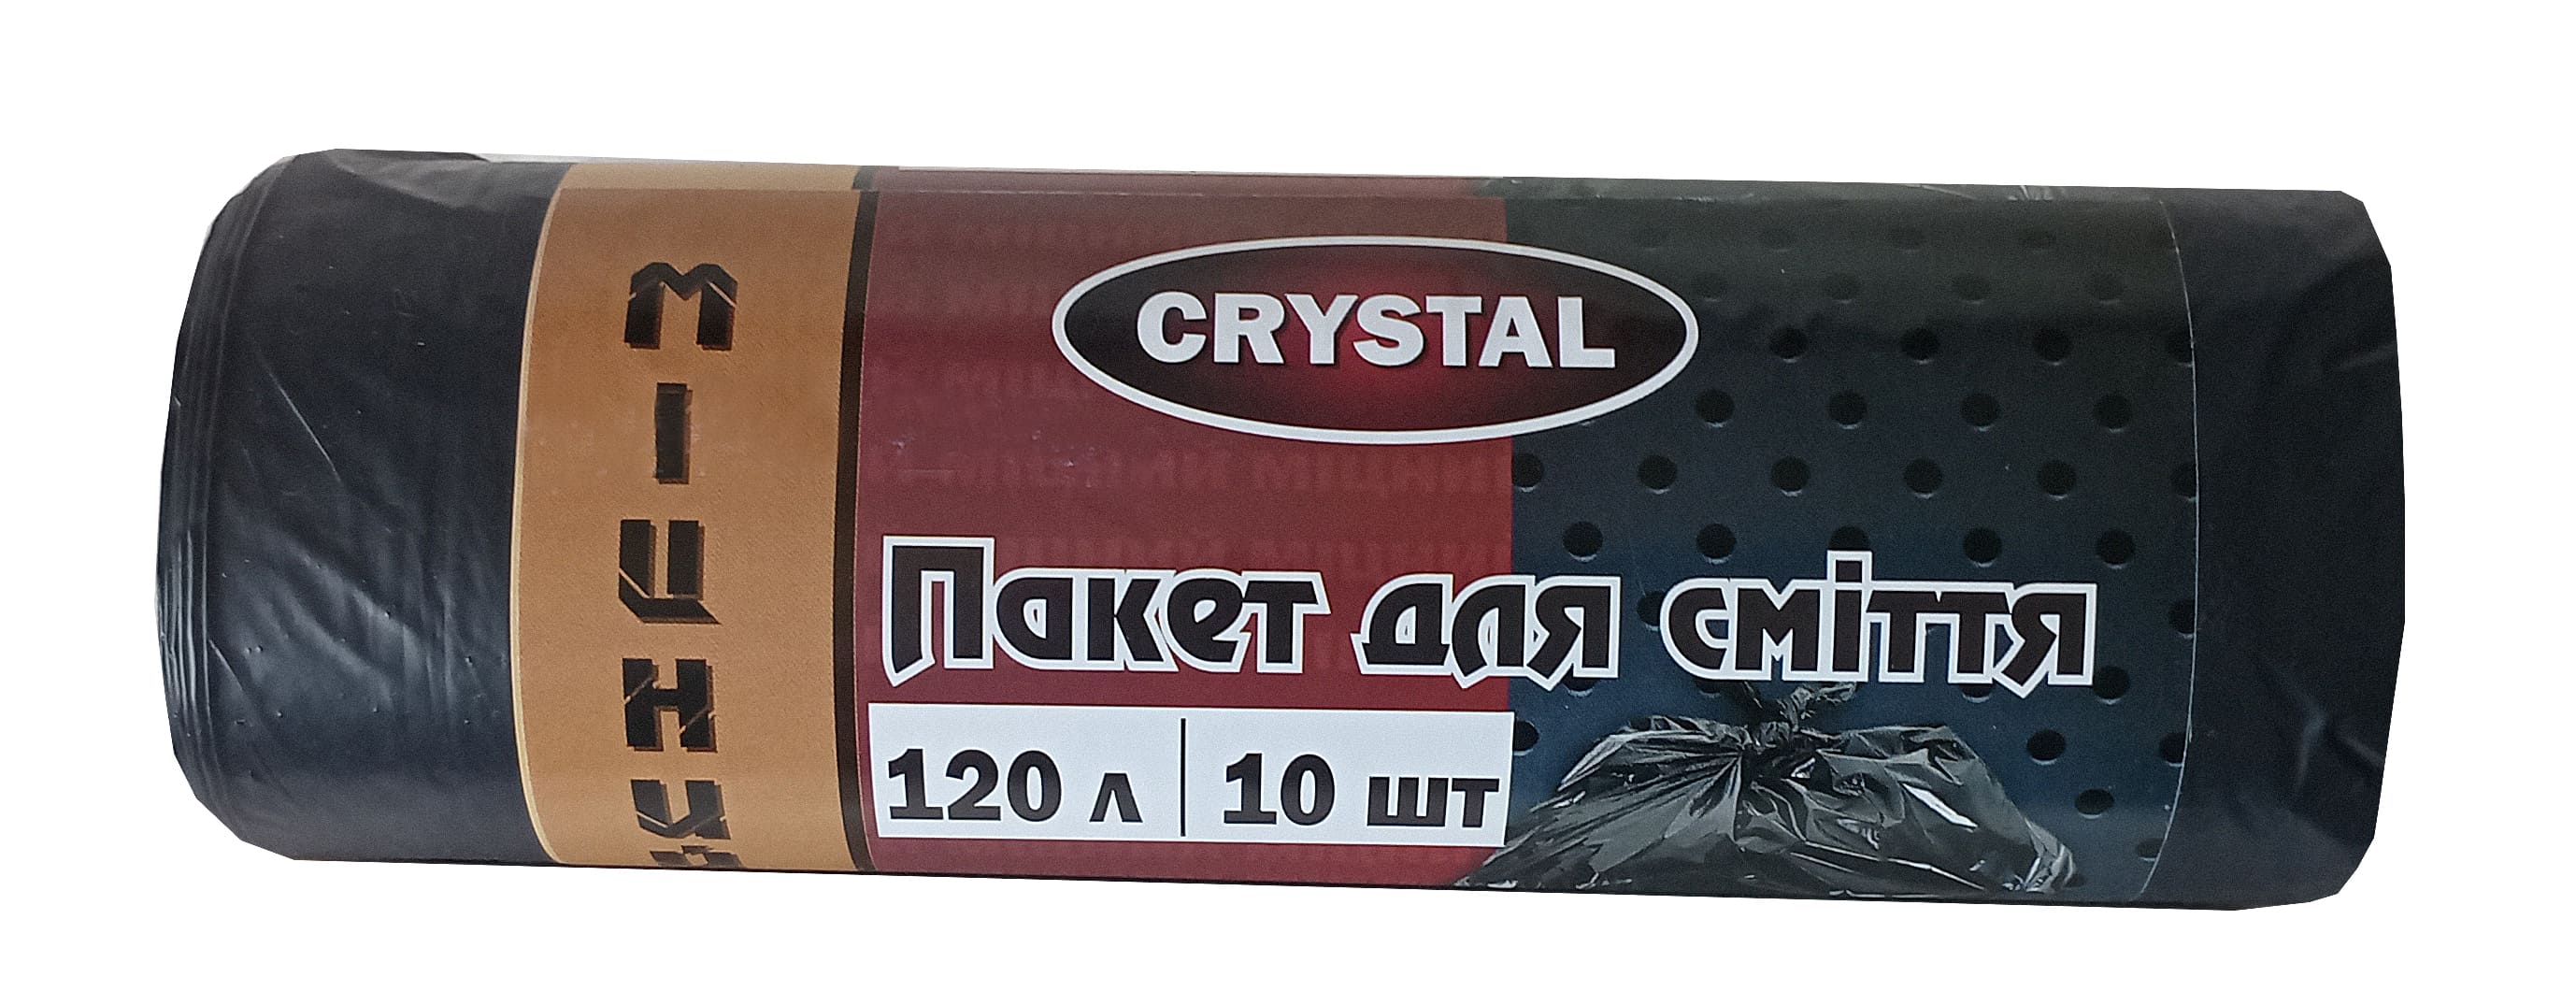 CRYSTAL
Пакет для сміття
120 л | 10 шт